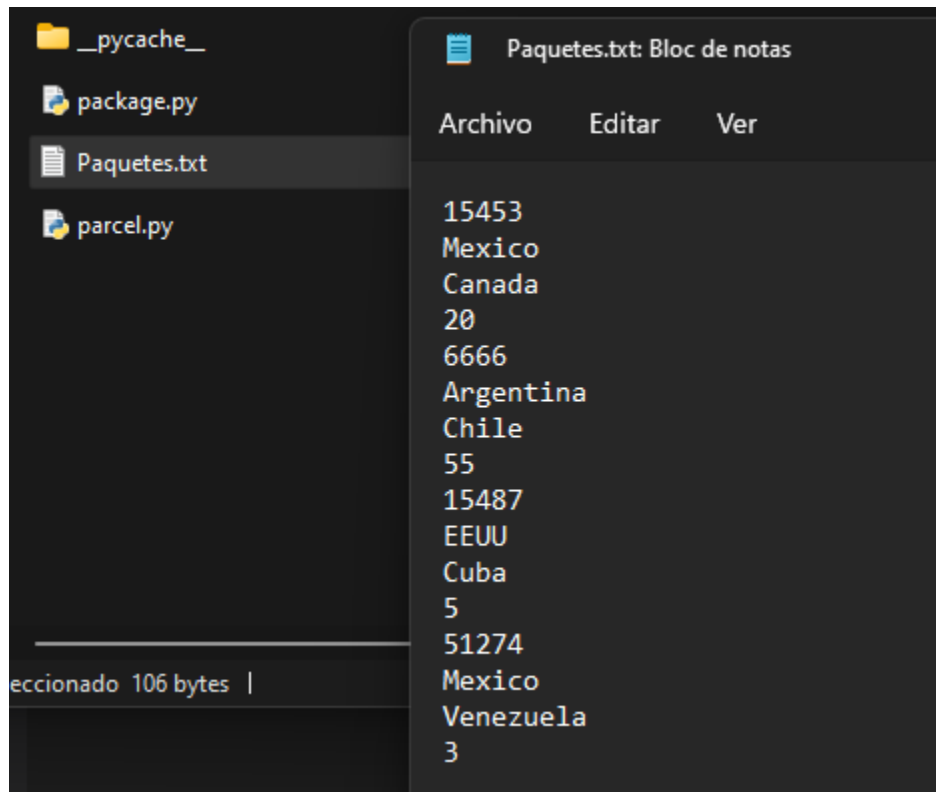 __pycache__
package.py
Paquetes.txt
parcel.py
eccionado 106 bytes
Paquetes.txt: Bloc de notas
Archivo Editar Ver
15453
Mexico
Canada
20
6666
Argentina
Chile
55
15487
EEUU
Cuba
5
51274
Mexico
Venezuela
3